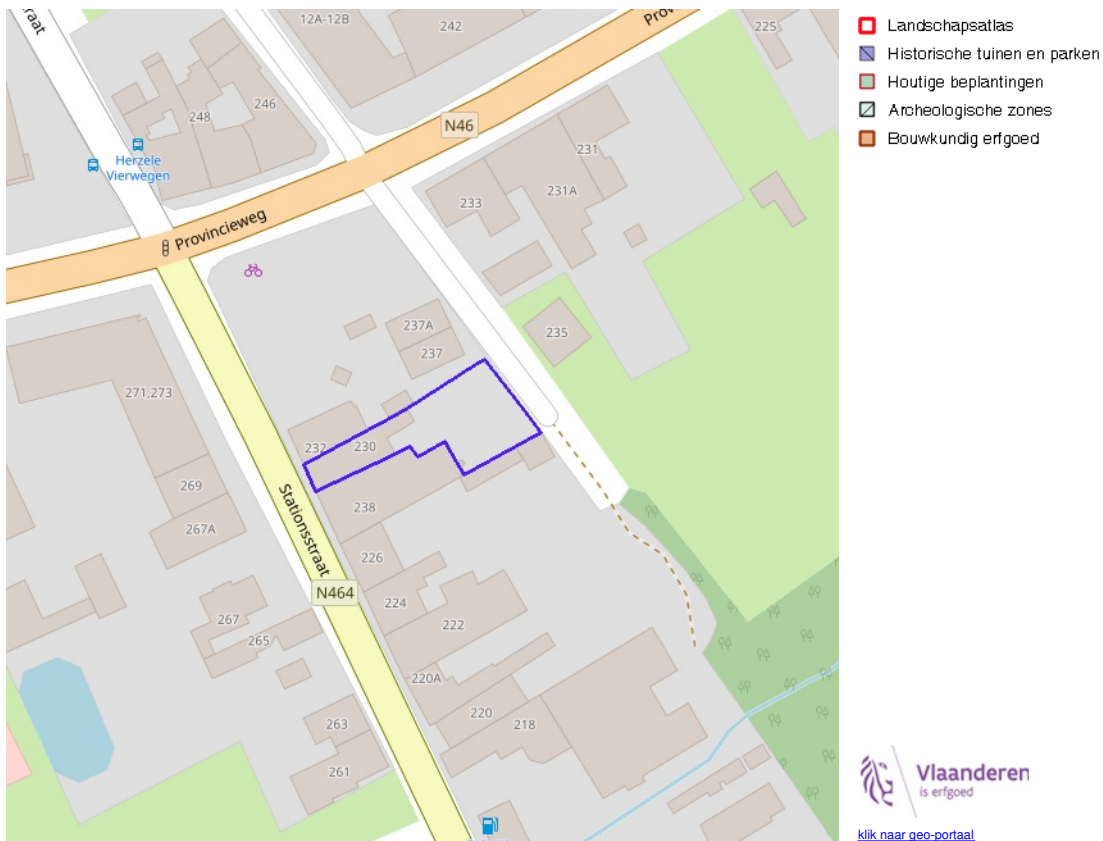 straat
12A-12B
242
Prov
225
246
248
N46
Herzele
Vierwegen
231
231A
233
Provincieweg
237A
235
237
271,273
232
230
269
Stationsstraat
238
267A
226
N464
224
267
222
265
220A
220
263
218
261
Landschapsatlas
Historische tuinen en parken
Houtige beplantingen
Archeologische zones
Bouwkundig erfgoed
Vlaanderen
is erfgoed
klik naar geo-portaal